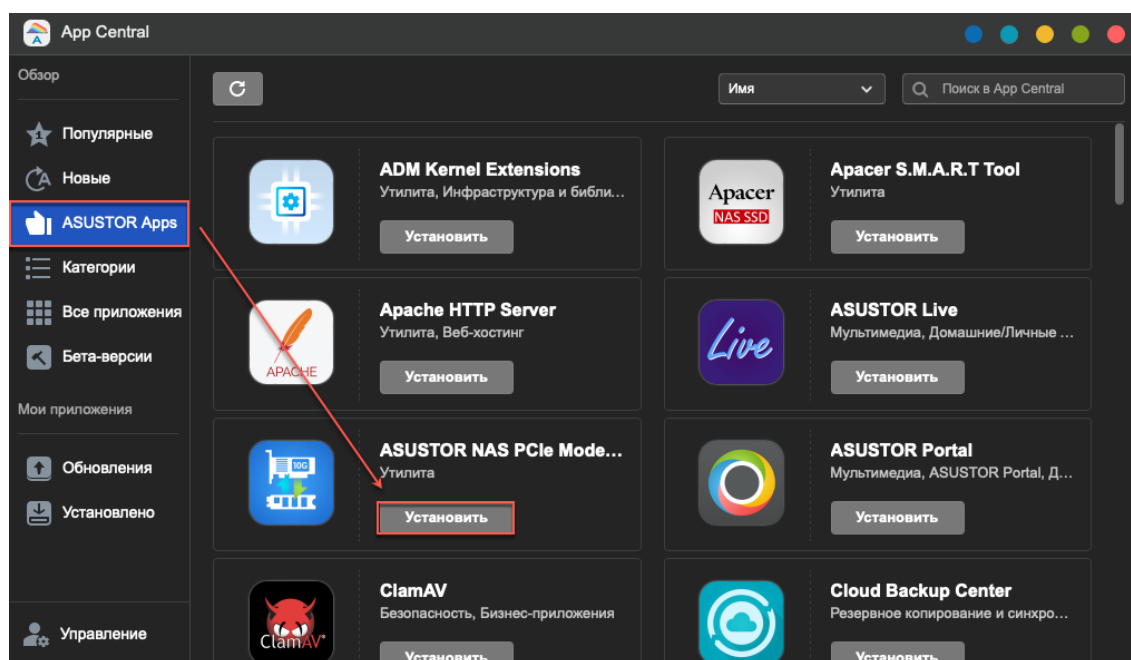 App Central
Обзор
Популярные
Новые
ASUSTOR Apps
Категории
Все приложения
Бета-версии
Мои приложения
Обновления
Установлено
Управление
Имя
Поиск в App Central
ADM Kernel Extensions
Утилита, Инфраструктура и библи...
Установить
Apacer
NAS SSD
Apacer S.M.A.R.T Tool
Утилита
Установить
APACHE
Apache HTTP Server
Утилита, Веб-хостинг
Установить
Live
ASUSTOR Live
Мультимедиа, Домашние/Личные ...
Установить
10G
ASUSTOR NAS PCIe Mode...
Утилита
Установить
ASUSTOR Portal
Мультимедиа, ASUSTOR Portal, Д...
Установить
ClamAV
ClamAV
Безопасность, Бизнес-приложения
Установить
Cloud Backup Center
Резервное копирование и синхро...
Установить